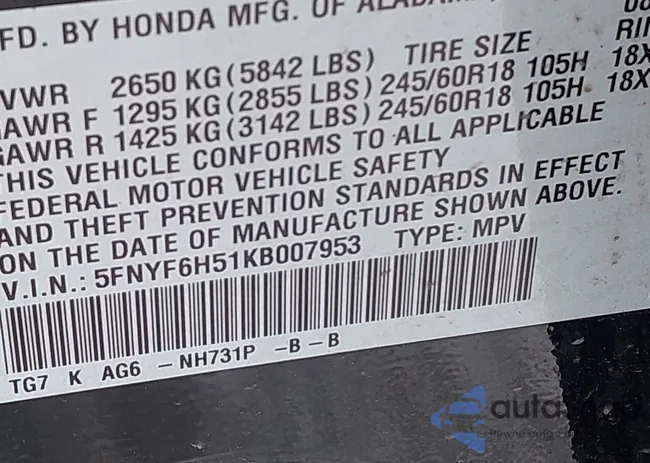 FD. BY HONDA MFG. OF ALABAMA
VWR 2650 KG (5842 LBS) TIRE SIZE RI
GAWR F 1295 KG (2855 LBS) 245/60R18 105H 18X
GAWR R 1425 KG (3142 LBS) 245/60R18 105H 18X
THIS VEHICLE CONFORMS TO ALL APPLICABLE
FEDERAL MOTOR VEHICLE SAFETY
AND THEFT PREVENTION STANDARDS IN EFFECT
ON THE DATE OF MANUFACTURE SHOWN ABOVE.
V.I.N.: 5FNYF6H51KB007953 TYPE: MPV
TG7 K AG6 - NH731P - B - B